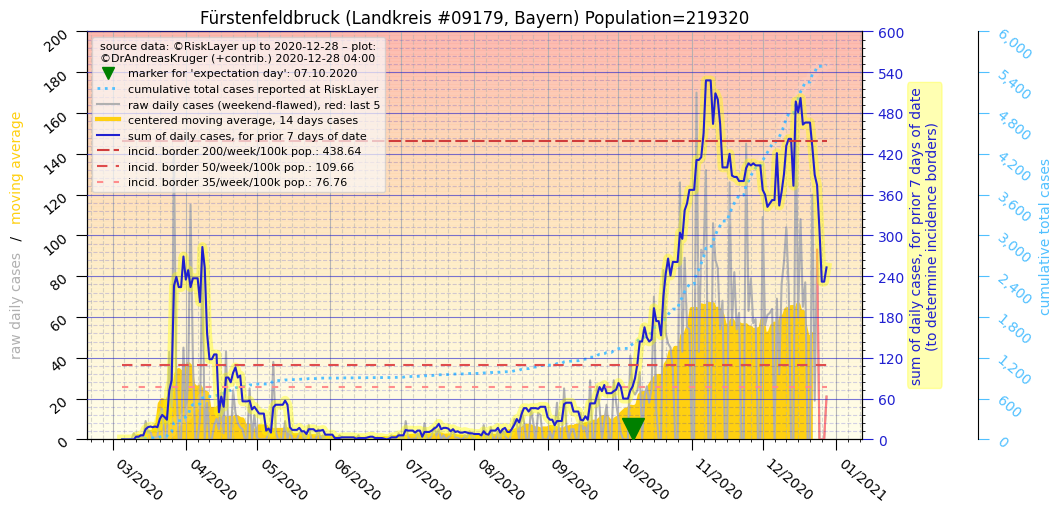 Fürstenfeldbruck (Landkreis #09179, Bayern) Population=219320
source data: ©RiskLayer up to 2020-12-28 – plot:
©DrAndreasKruger (+contrib.) 2020-12-28 04:00
marker for 'expectation day': 07.10.2020
cumulative total cases reported at RiskLayer
raw daily cases (weekend-flawed), red: last 5
centered moving average, 14 days cases
sum of daily cases, for prior 7 days of date
incid. border 200/week/100k pop.: 438.64
incid. border 50/week/100k pop.: 109.66
incid. border 35/week/100k pop.: 76.76
raw daily cases / moving average
200
180
160
140
120
100
80
60
40
20
0
03/2020
04/2020
05/2020
06/2020
07/2020
08/2020
09/2020
10/2020
11/2020
12/2020
01/2021
600
540
480
420
360
300
240
180
120
60
0
sum of daily cases, for prior 7 days of date
(to determine incidence borders)
6,000
5,400
4,800
4,200
3,600
3,000
2,400
1,800
1,200
600
0
cumulative total cases